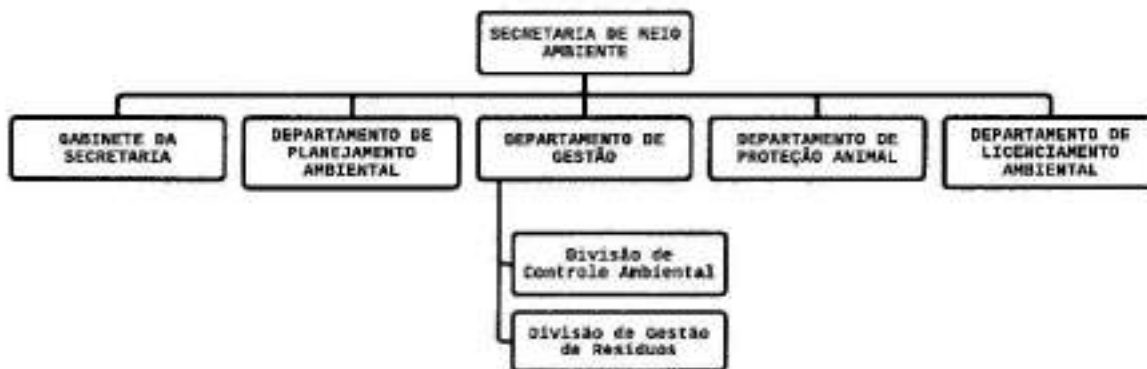 SECRETARIA DE MEIO
AMBIENTE
GABINETE DA
SECRETARIA
DEPARTAMENTO DE
PLANEJAMENTO
AMBIENTAL
DEPARTAMENTO DE
GESTÃO
DEPARTAMENTO DE
PROTEÇÃO ANIMAL
DEPARTAMENTO DE
LICENCIAMENTO
AMBIENTAL
Divisão de
Controle Ambiental
Divisão de Gestão
de Resíduos